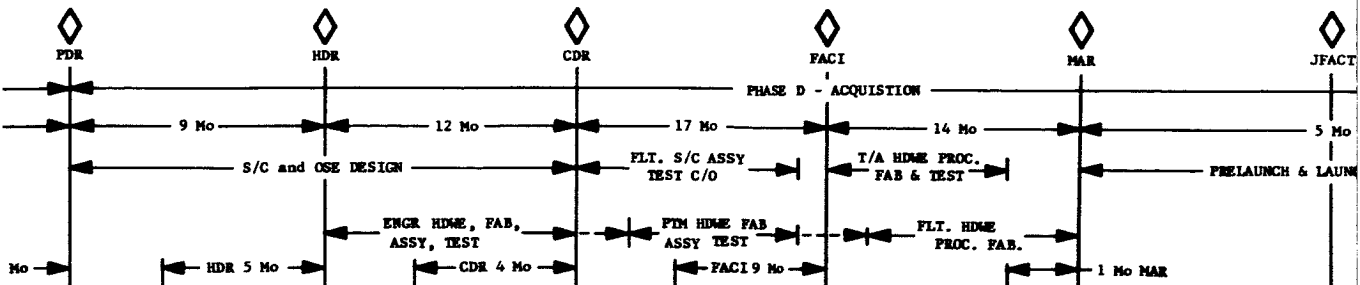 PDR HDR CDR FACI MAR JFACT
PHASE D - ACQUISTION
9 Mo 12 Mo 17 Mo 14 Mo 5 Mo
S/C and OSE DESIGN
FLT. S/C ASSY
TEST C/O
T/A HDWE PROC.
FAB & TEST
PRELAUNCH &
ENGR HDWE, FAB,
ASSY, TEST
PTM HDWE FAB
ASSY TEST
FLT. HDWE
PROC. FAB.
Mo HDR 5 Mo CDR 4 Mo FACI 9 Mo 1 Mo MAR